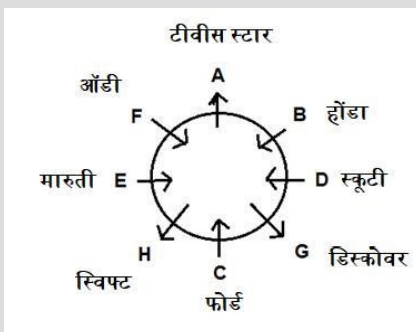 टीवीस स्टार
A
ऑडी
F
B होंडा
मारुती E
D स्कूटी
H
G डिस्कोवर
स्विफ्ट
C
फोर्ड